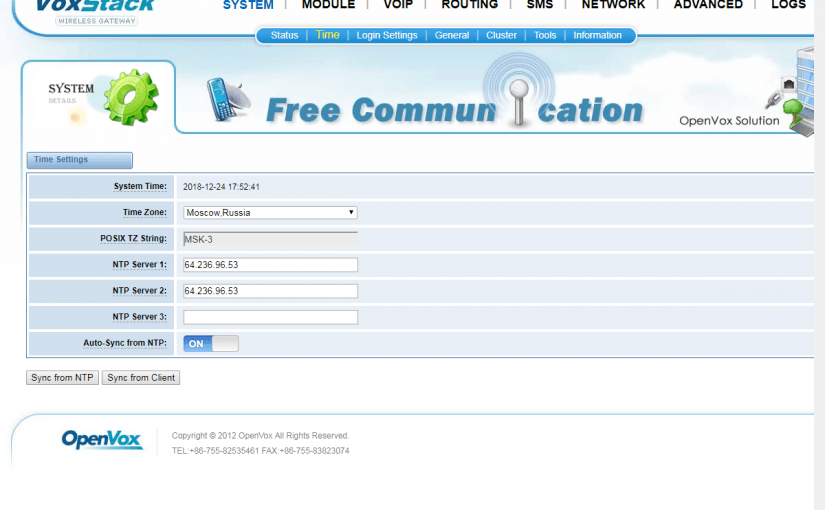 VoxStack
WIRELESS GATEWAY
SYSTEM | MODULE | VOIP | ROUTING | SMS | NETWORK | ADVANCED | LOGS
Status | Time | Login Settings | General | Cluster | Tools | Information
SYSTEM
DETAILS
Free Communication
OpenVox Solution
Time Settings
System Time: 2018-12-24 17:52:41
Time Zone: Moscow,Russia
POSIX TZ String: MSK-3
NTP Server 1: 64.236.96.53
NTP Server 2: 64.236.96.53
NTP Server 3:
Auto-Sync from NTP: ON
Sync from NTP Sync from Client
OpenVox
Copyright © 2012 OpenVox All Rights Reserved.
TEL:+86-755-82535461 FAX:+86-755-83823074